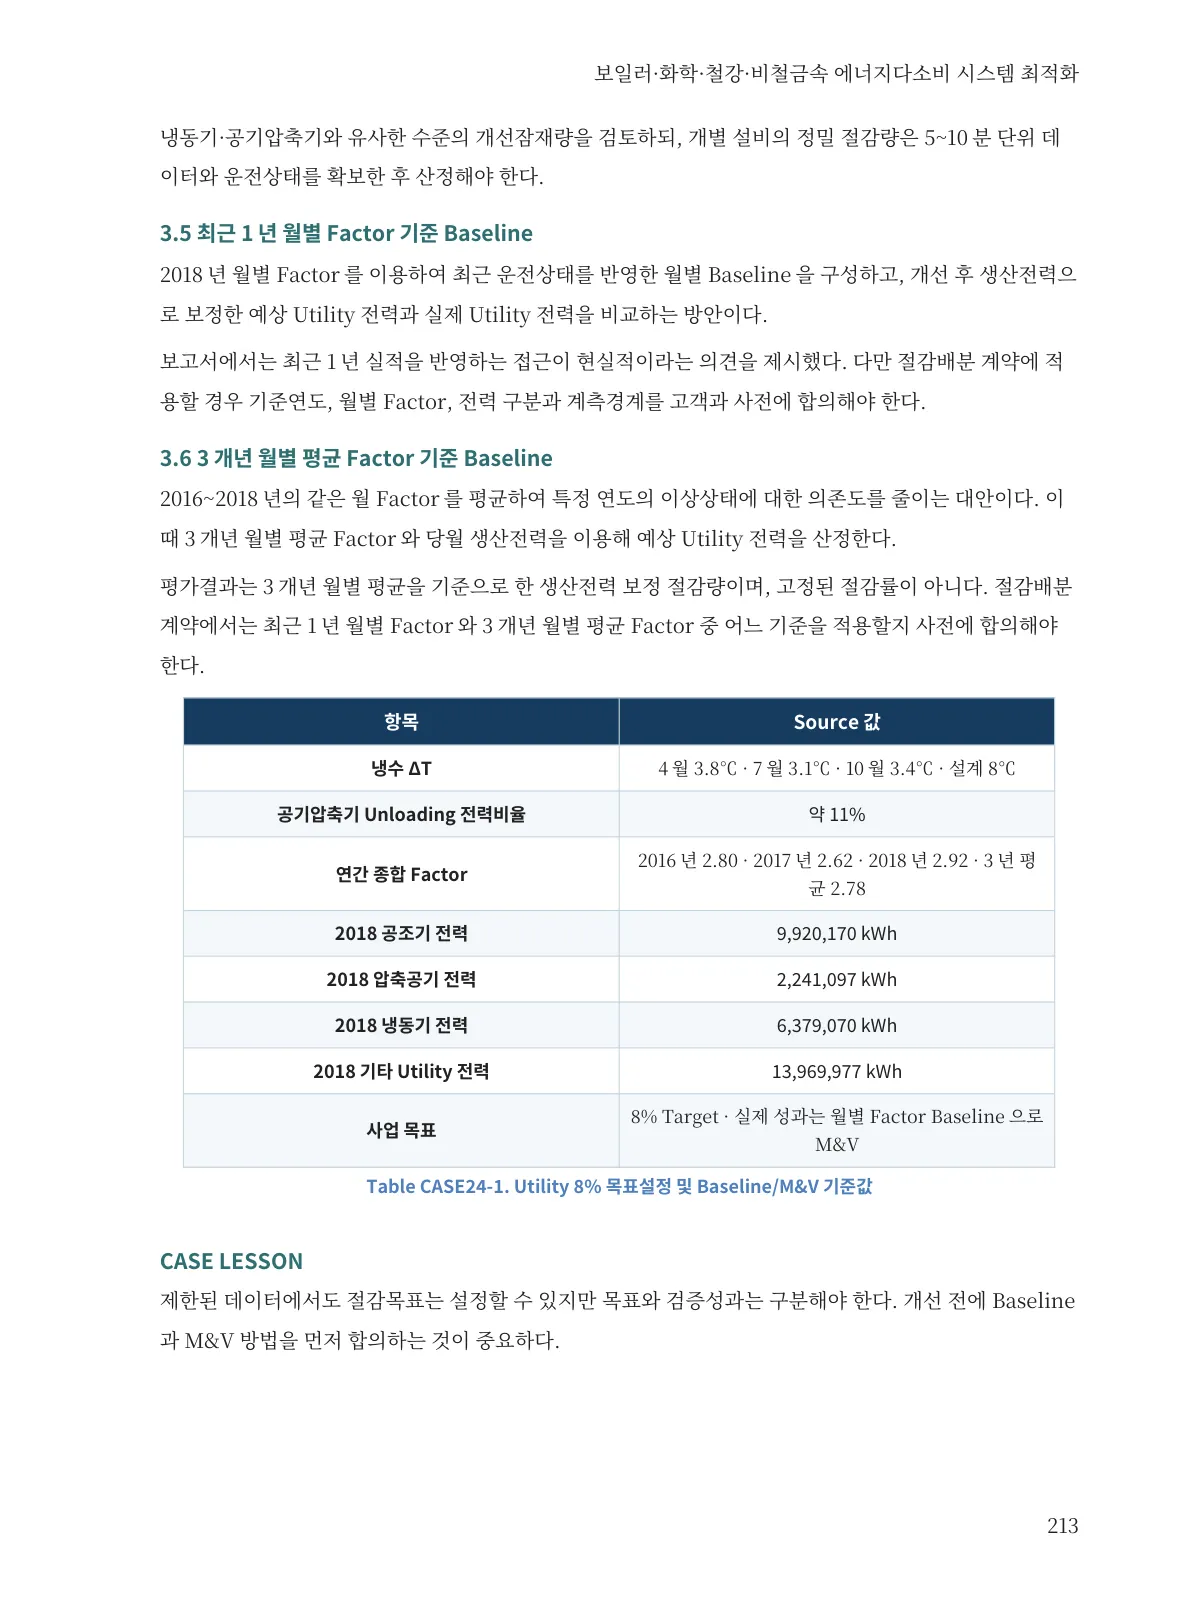 보일러·화학·철강·비철금속 에너지다소비 시스템 최적화
냉동기·공기압축기와 유사한 수준의 개선잠재량을 검토하되, 개별 설비의 정밀 절감량은 5~10 분 단위 데
이터와 운전상태를 확보한 후 산정해야 한다.
3.5 최근 1 년 월별 Factor 기준 Baseline
2018 년 월별 Factor 를 이용하여 최근 운전상태를 반영한 월별 Baseline 을 구성하고, 개선 후 생산전력으
로 보정한 예상 Utility 전력과 실제 Utility 전력을 비교하는 방안이다.
보고서에서는 최근 1 년 실적을 반영하는 접근이 현실적이라는 의견을 제시했다. 다만 절감배분 계약에 적
용할 경우 기준연도, 월별 Factor, 전력 구분과 계측경계를 고객과 사전에 합의해야 한다.
3.6 3 개년 월별 평균 Factor 기준 Baseline
2016~2018 년의 같은 월 Factor 를 평균하여 특정 연도의 이상상태에 대한 의존도를 줄이는 대안이다. 이
때 3 개년 월별 평균 Factor 와 당월 생산전력을 이용해 예상 Utility 전력을 산정한다.
평가결과는 3 개년 월별 평균을 기준으로 한 생산전력 보정 절감량이며, 고정된 절감률이 아니다. 절감배분
계약에서는 최근 1 년 월별 Factor 와 3 개년 월별 평균 Factor 중 어느 기준을 적용할지 사전에 합의해야
한다.
항목 Source 값
냉수 ΔT 4 월 3.8℃ · 7 월 3.1℃ · 10 월 3.4℃ · 설계 8℃
공기압축기 Unloading 전력비율 약 11%
연간 종합 Factor 2016 년 2.80 · 2017 년 2.62 · 2018 년 2.92 · 3 년 평
균 2.78
2018 공조기 전력 9,920,170 kWh
2018 압축공기 전력 2,241,097 kWh
2018 냉동기 전력 6,379,070 kWh
2018 기타 Utility 전력 13,969,977 kWh
사업 목표 8% Target · 실제 성과는 월별 Factor Baseline 으로
M&V
Table CASE24-1. Utility 8% 목표설정 및 Baseline/M&V 기준값
CASE LESSON
제한된 데이터에서도 절감목표는 설정할 수 있지만 목표와 검증성과는 구분해야 한다. 개선 전에 Baseline
과 M&V 방법을 먼저 합의하는 것이 중요하다.
213